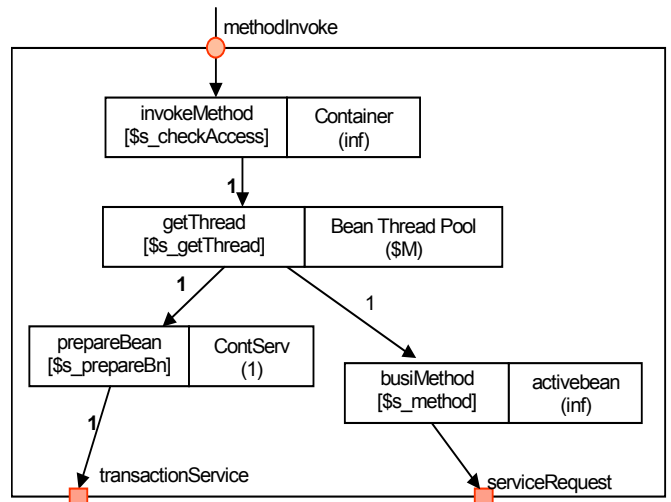 methodInvoke
invokeMethod
[$s_checkAccess]
Container
(inf)
1
getThread
[$s_getThread]
Bean Thread Pool
($M)
1
1
prepareBean
[$s_prepareBn]
ContServ
(1)
busiMethod
[$s_method]
activebean
(inf)
1
transactionService
serviceRequest